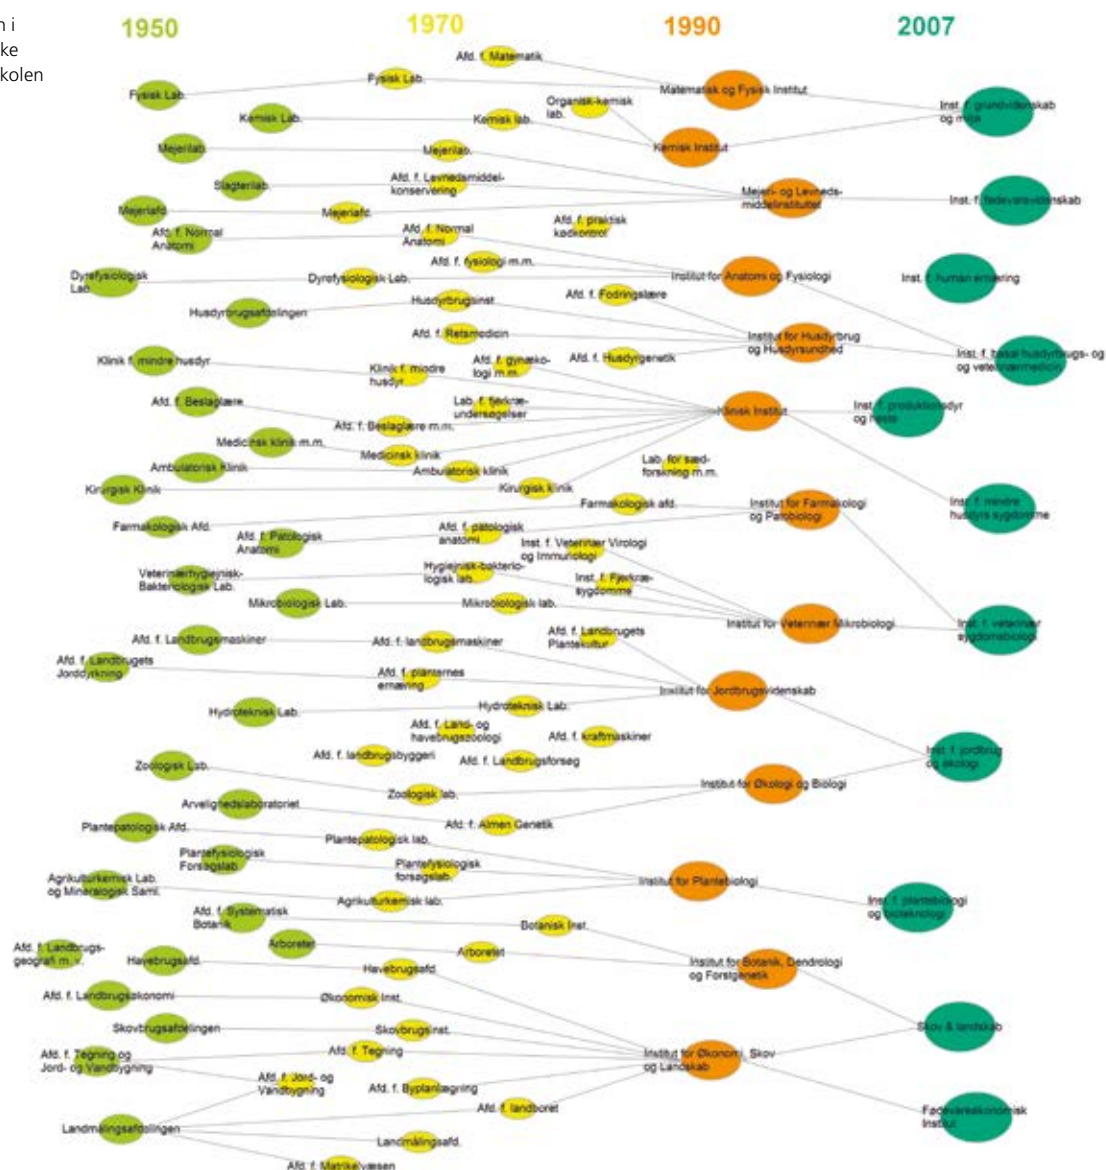 n i
ke
kolen
1950
1970
1990
2007
Afd. f. Matematik
Fysisk Lab.
Fysisk Lab.
Matematisk og Fysisk Institut
Organisk-kemisk
lab.
Inst. f. grundvidenskab
og miljø
Kemisk Lab.
Kemisk lab.
Kemisk Institut
Mejerilab.
Mejerilab.
Slagterilab.
Afd. f. Levnedsmiddel-
konservering
Mejeri- og Levneds-
middelinstituttet
Inst. f. fødevarevidenskab
Mejeriafd.
Mejeriafd.
Afd. f. praktisk
kødkontrol
Afd. f. Normal
Anatomi
Afd. f. Normal
Anatomi
Afd. f. fysiologi m.m.
Dyrefysiologisk
Lab.
Dyrefysiologisk Lab.
Institut for Anatomi og Fysiologi
Inst. f. human ernæring
Afd. f. Fodringslære
Husdyrbrugsinst
Husdyrbrugsafdelingen
Afd. f. Retsmedicin
Institut for Husdyrbrug
og Husdyrsundhed
Inst. f. basal husdyrbrugs- og
og veterinærmedicin
Klinik f. mindre husdyr
Klinik f. mindre
husdyr
Afd. f. gynæko-
logi m.m.
Afd. f. Husdyrgenetik
Afd. f. Beslaglære
Lab. f. fjerkræ-
undersøgelser
Klinisk Institut
Inst. f. produktionsdyr
og heste
Afd. f. Beslaglære m.m.
Medicinsk klinik m.m.
Medicinsk klinik
Ambulatorisk Klinik
Ambulatorisk klinik
Lab. for sæd-
forskning m.m.
Kirurgisk Klinik
Kirurgisk klinik
Farmakologisk afd.
Institut for Farmakologi
og Patobiologi
Inst. f. mindre
husdyrs sygdomme
Farmakologisk Afd.
Afd. f. Patologisk
Anatomi
Afd. f. patologisk
anatomi
Inst. f. Veterinær Virologi
og Immunologi
Veterinærhygiejnisk-
Bakteriologisk Lab.
Hygiejnisk-bakterio-
logisk lab.
Inst. f. Fjerkræ-
sygdomme
Mikrobiologisk Lab.
Mikrobiologisk lab.
Institut for Veterinær Mikrobiologi
Inst. f. veterinær
sygdomsbiologi
Afd. f. Landbrugsmaskiner
Afd. f. landbrugsmaskiner
Afd. f. Landbrugets
Plantekultur
Afd. f. Landbrugets
Jorddyrkning
Afd. f. planternes
ernæring
Institut for Jordbrugsvidenskab
Hydroteknisk Lab.
Hydroteknisk Lab.
Afd. f. Land- og
havebrugszoologi
Afd. f. kraftmaskiner
Afd. f. landbrugsbyggeri
Afd. f. Landbrugsforsøg
Inst. f. jordbrug
og økologi
Zoologisk Lab.
Zoologisk lab.
Institut for Økologi og Biologi
Arvelighedslaboratoriet
Afd. f. Almen Genetik
Plantepatologisk Afd.
Plantepatologisk lab.
Plantefysiologisk
Forsøgslab.
Plantefysiologisk
forsøgslab.
Agrikulturkemisk Lab.
og Mineralogisk Saml.
Agrikulturkemisk lab.
Institut for Plantebiologi
Inst. f. plantebiologi
og bioteknologi
Afd. f. Systematisk
Botanik
Botanisk Inst.
Arboretet
Arboretet
Afd. f. Landbrugs-
geografi m. v.
Havebrugsafd.
Havebrugsafd
Institut for Botanik, Dendrologi
og Forstgenetik
Afd. f. Landbrugsøkonomi
Økonomisk Inst.
Skovbrugsafdelingen
Skovbrugsinst.
Skov & landskab
Afd. f. Tegning og
Jord- og Vandbygning
Afd. f. Tegning
Institut for Økonomi, Skov
og Landskab
Afd. f. Jord- og
Vandbygning
Afd. f. Byplanlægning
Afd. f. landboret
Fødevareøkonomisk
Institut
Landmålingsafdelingen
Landmålingsafd.
Afd. f. Matrikelvæsen